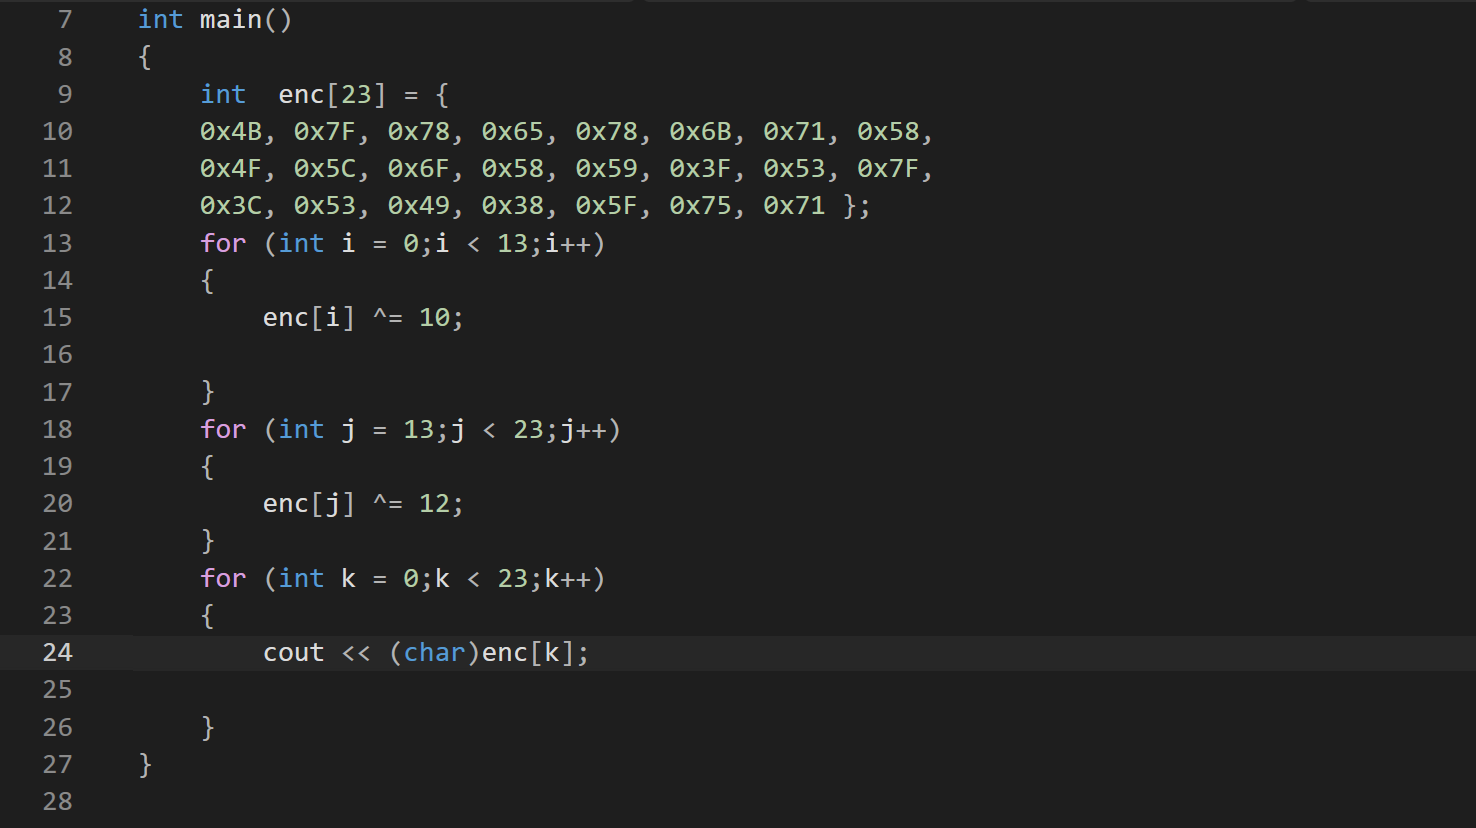 7 int main()
8 {
9 int  enc[23] = {
10 0x4B, 0x7F, 0x78, 0x65, 0x78, 0x6B, 0x71, 0x58,
11 0x4F, 0x5C, 0x6F, 0x58, 0x59, 0x3F, 0x53, 0x7F,
12 0x3C, 0x53, 0x49, 0x38, 0x5F, 0x75, 0x71 };
13 for (int i = 0;i < 13;i++)
14 {
15 enc[i] ^= 10;
16
17 }
18 for (int j = 13;j < 23;j++)
19 {
20 enc[j] ^= 12;
21 }
22 for (int k = 0;k < 23;k++)
23 {
24 cout << (char)enc[k];
25
26 }
27 }
28